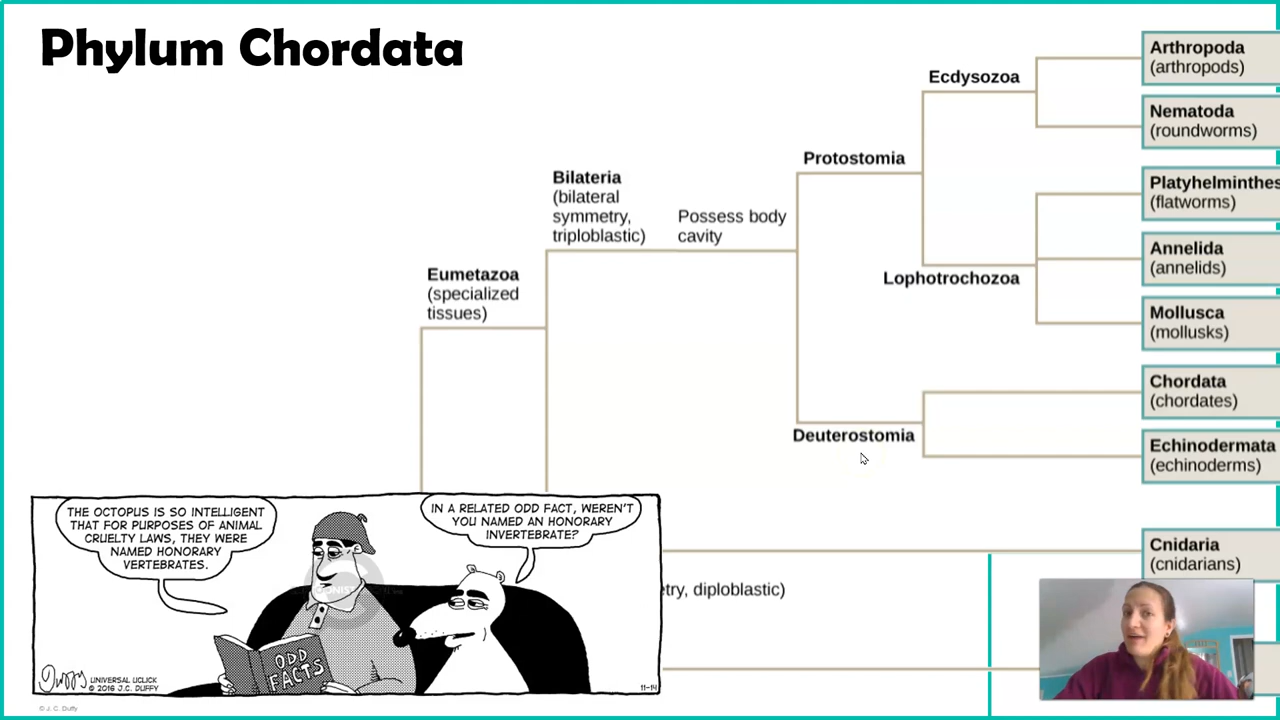 Phylum Chordata
Arthropoda
(arthropods)
Ecdysozoa
Nematoda
(roundworms)
Protostomia
Bilateria
(bilateral
symmetry,
triploblastic)
Possess body
cavity
Platyhelminthes
(flatworms)
Annelida
(annelids)
Eumetazoa
(specialized
tissues)
Lophotrochozoa
Mollusca
(mollusks)
Chordata
(chordates)
Deuterostomia
Echinodermata
(echinoderms)
Cnidaria
(cnidarians)
etry, diploblastic)
THE OCTOPUS IS SO INTELLIGENT
THAT FOR PURPOSES OF ANIMAL
CRUELTY LAWS, THEY WERE
NAMED HONORARY
VERTEBRATES.
IN A RELATED ODD FACT, WEREN'T
YOU NAMED AN HONORARY
INVERTEBRATE?
ODD
FACTS
Duffy
UNIVERSAL UCLICK
© 2016 J.C. DUFFY
11-14
© J. C. Duffy